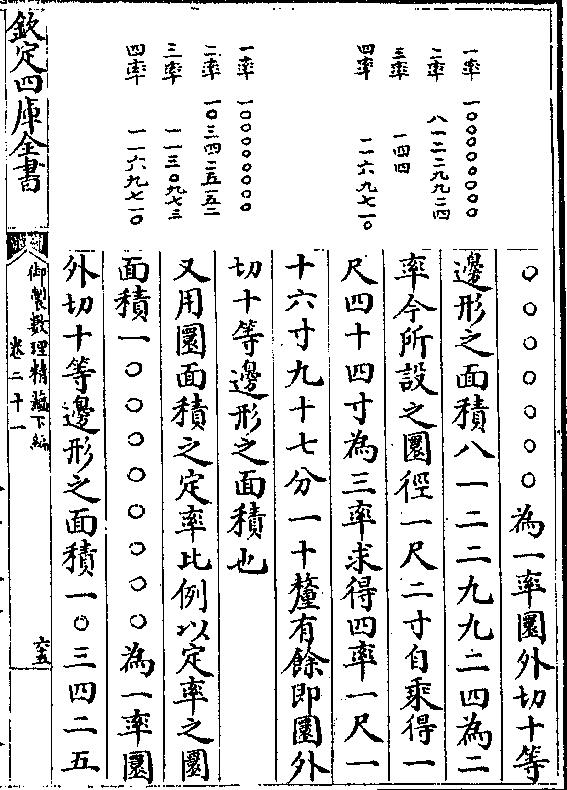 一率 一〇〇〇〇〇〇〇〇
二率 八一二二九九二四
三率 一四四
四率 一一六九七一〇
一率 一〇〇〇〇〇〇〇〇
二率 一〇三四二五五二
三率 一一三〇九七三
四率 一一六九七一〇
〇〇〇〇〇〇〇為一率圜外切十等
邊形之面積八一二二九九二四為二
率今所設之圜徑一尺二寸自乘得一
尺四十四寸為三率求得四率一尺一
十六寸九十七分一十釐有餘即圜外
切十等邊形之面積也
又用圜面積之定率比例以定率之圜
面積一〇〇〇〇〇〇〇〇為一率圜
外切十等邊形之面積一〇三四二五
欽定四庫全書
御製數理精藴下編
卷二十一
六五